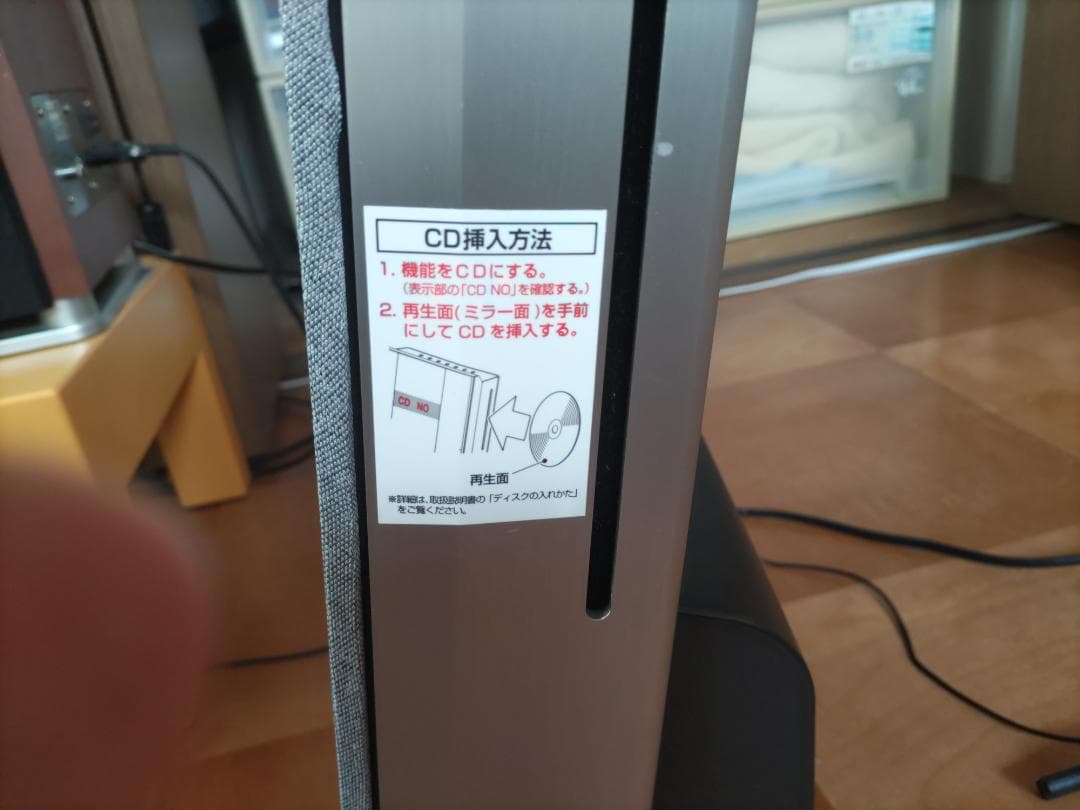 CD挿入方法
1. 機能をCDにする。
(表示部の「CD NO」を確認する。)
2. 再生面(ミラー面)を手前
にして CD を挿入する。
CD NO
再生面
※詳細は、取扱説明書の「ディスクの入れかた」
をご覧ください。